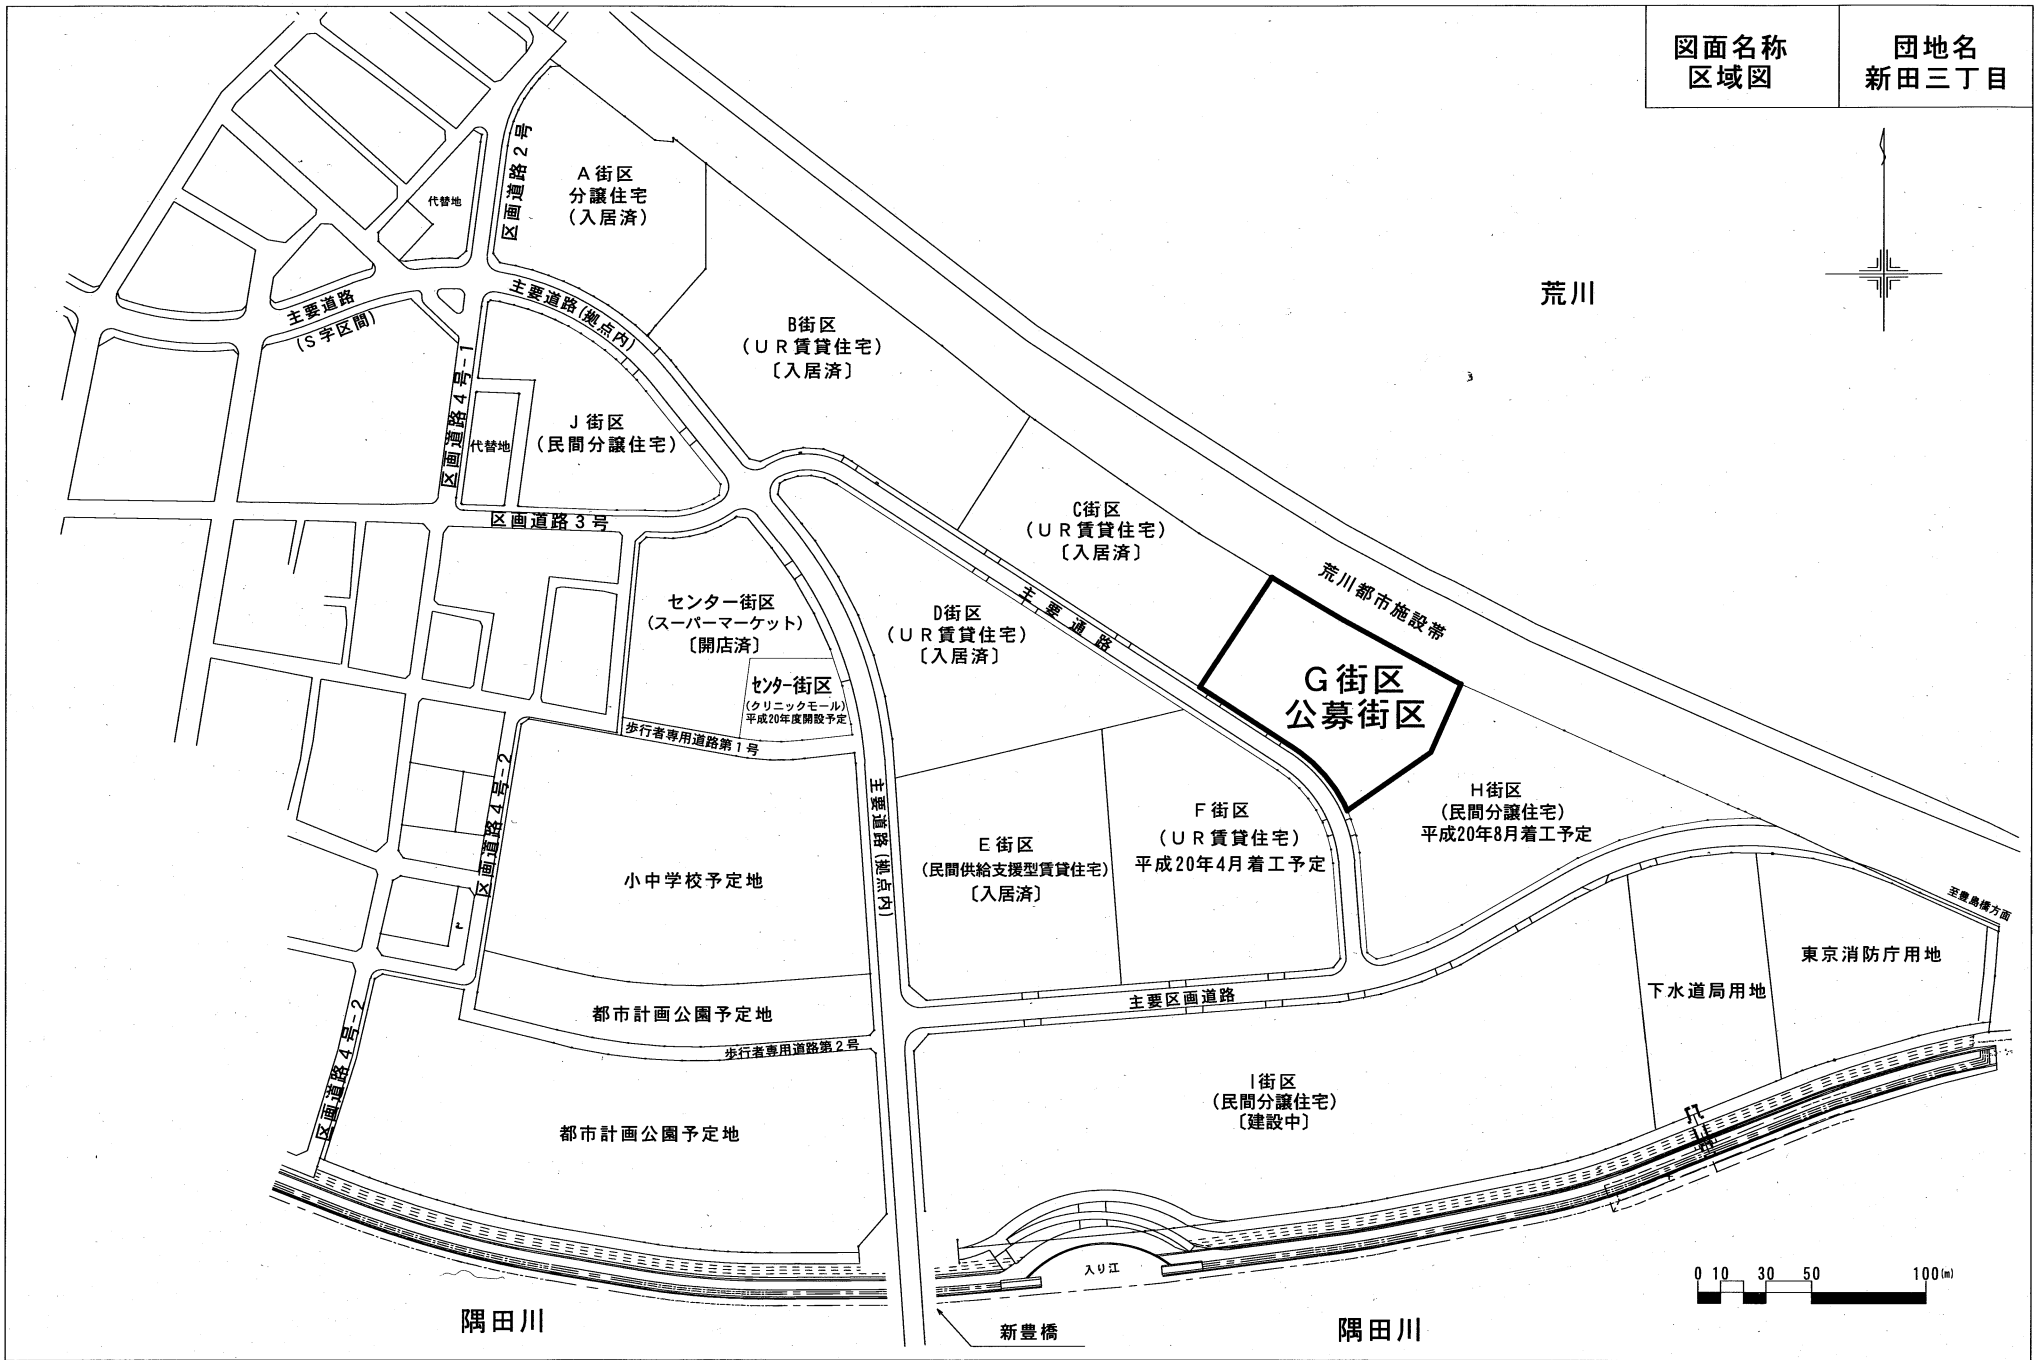 図面名称
区域図
団地名
新田三丁目
荒川
A街区
分譲住宅
(入居済)
区画道路2号
代替地
主要道路
(S字区間)
主要道路(拠点内)
B街区
(UR賃貸住宅)
〔入居済〕
区画道路4号-1
J街区
(民間分譲住宅)
代替地
区画道路3号
C街区
(UR賃貸住宅)
〔入居済〕
荒川都市施設帯
主要通路
センター街区
(スーパーマーケット)
〔開店済〕
D街区
(UR賃貸住宅)
〔入居済〕
G街区
公募街区
センター街区
(クリニックモール)
平成20年度開設予定
歩行者専用道路第1号
区画道路4号-2
主要道路(拠点内)
H街区
(民間分譲住宅)
平成20年8月着工予定
F街区
(UR賃貸住宅)
平成20年4月着工予定
E街区
(民間供給支援型賃貸住宅)
〔入居済〕
小中学校予定地
至豊島橋方面
東京消防庁用地
下水道局用地
主要区画道路
都市計画公園予定地
歩行者専用道路第2号
区画道路4号-2
都市計画公園予定地
I街区
(民間分譲住宅)
〔建設中〕
入り江
0 10 30 50 100(m)
隅田川
新豊橋
隅田川